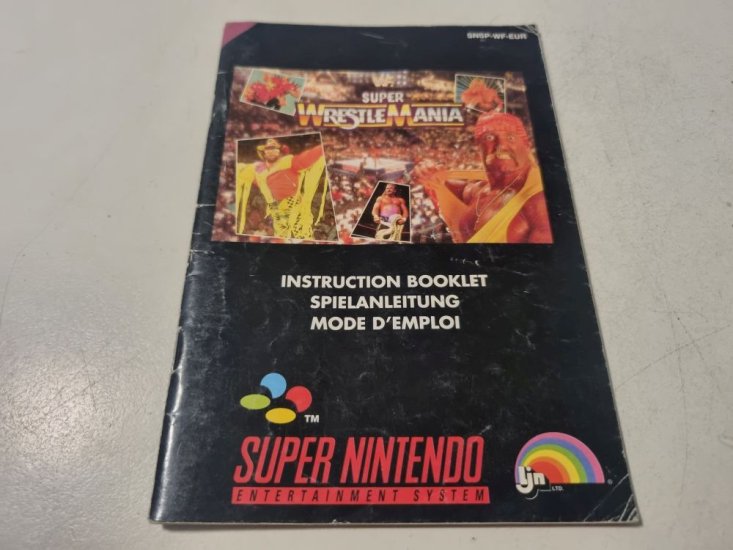 SNSP-WF-EUR
WF
SUPER
WRESTLEMANIA
INSTRUCTION BOOKLET
SPIELANLEITUNG
MODE D'EMPLOI
TM
SUPER NINTENDO
ENTERTAINMENT SYSTEM
ljn
LTD.
®